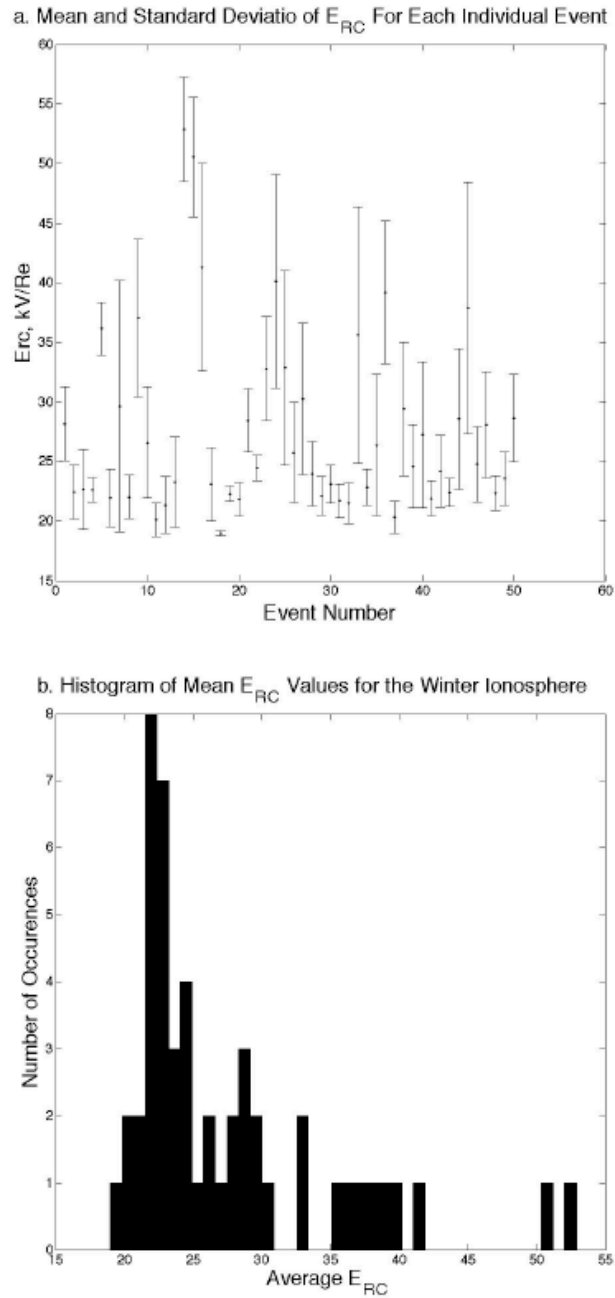 a. Mean and Standard Deviatio of E_RC For Each Individual Event
60
55
50
45
40
35
30
25
20
15
Erc, kV/Re
0 10 20 30 40 50 60
Event Number
b. Histogram of Mean E_RC Values for the Winter Ionosphere
8
7
6
5
4
3
2
1
0
Number of Occurences
15 20 25 30 35 40 45 50 55
Average E_RC